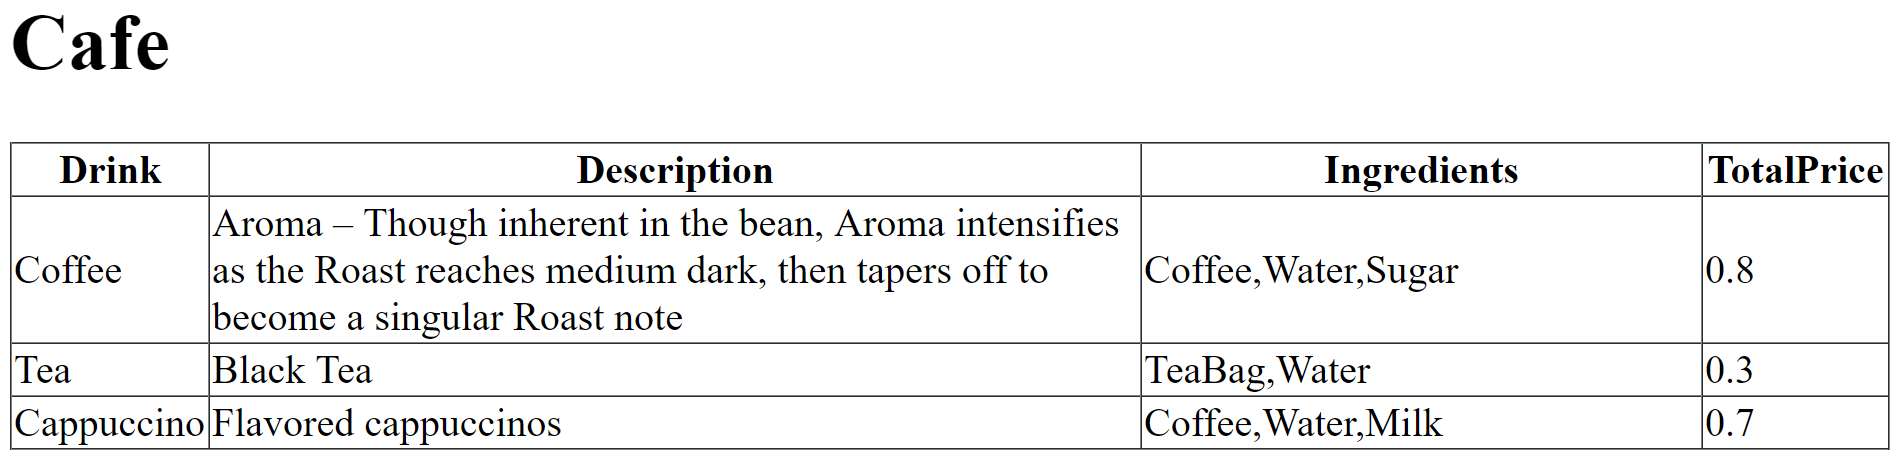 Cafe
Drink Description Ingredients TotalPrice
Aroma – Though inherent in the bean, Aroma intensifies
Coffee as the Roast reaches medium dark, then tapers off to Coffee,Water,Sugar 0.8
become a singular Roast note
Tea Black Tea TeaBag,Water 0.3
Cappuccino Flavored cappuccinos Coffee,Water,Milk 0.7